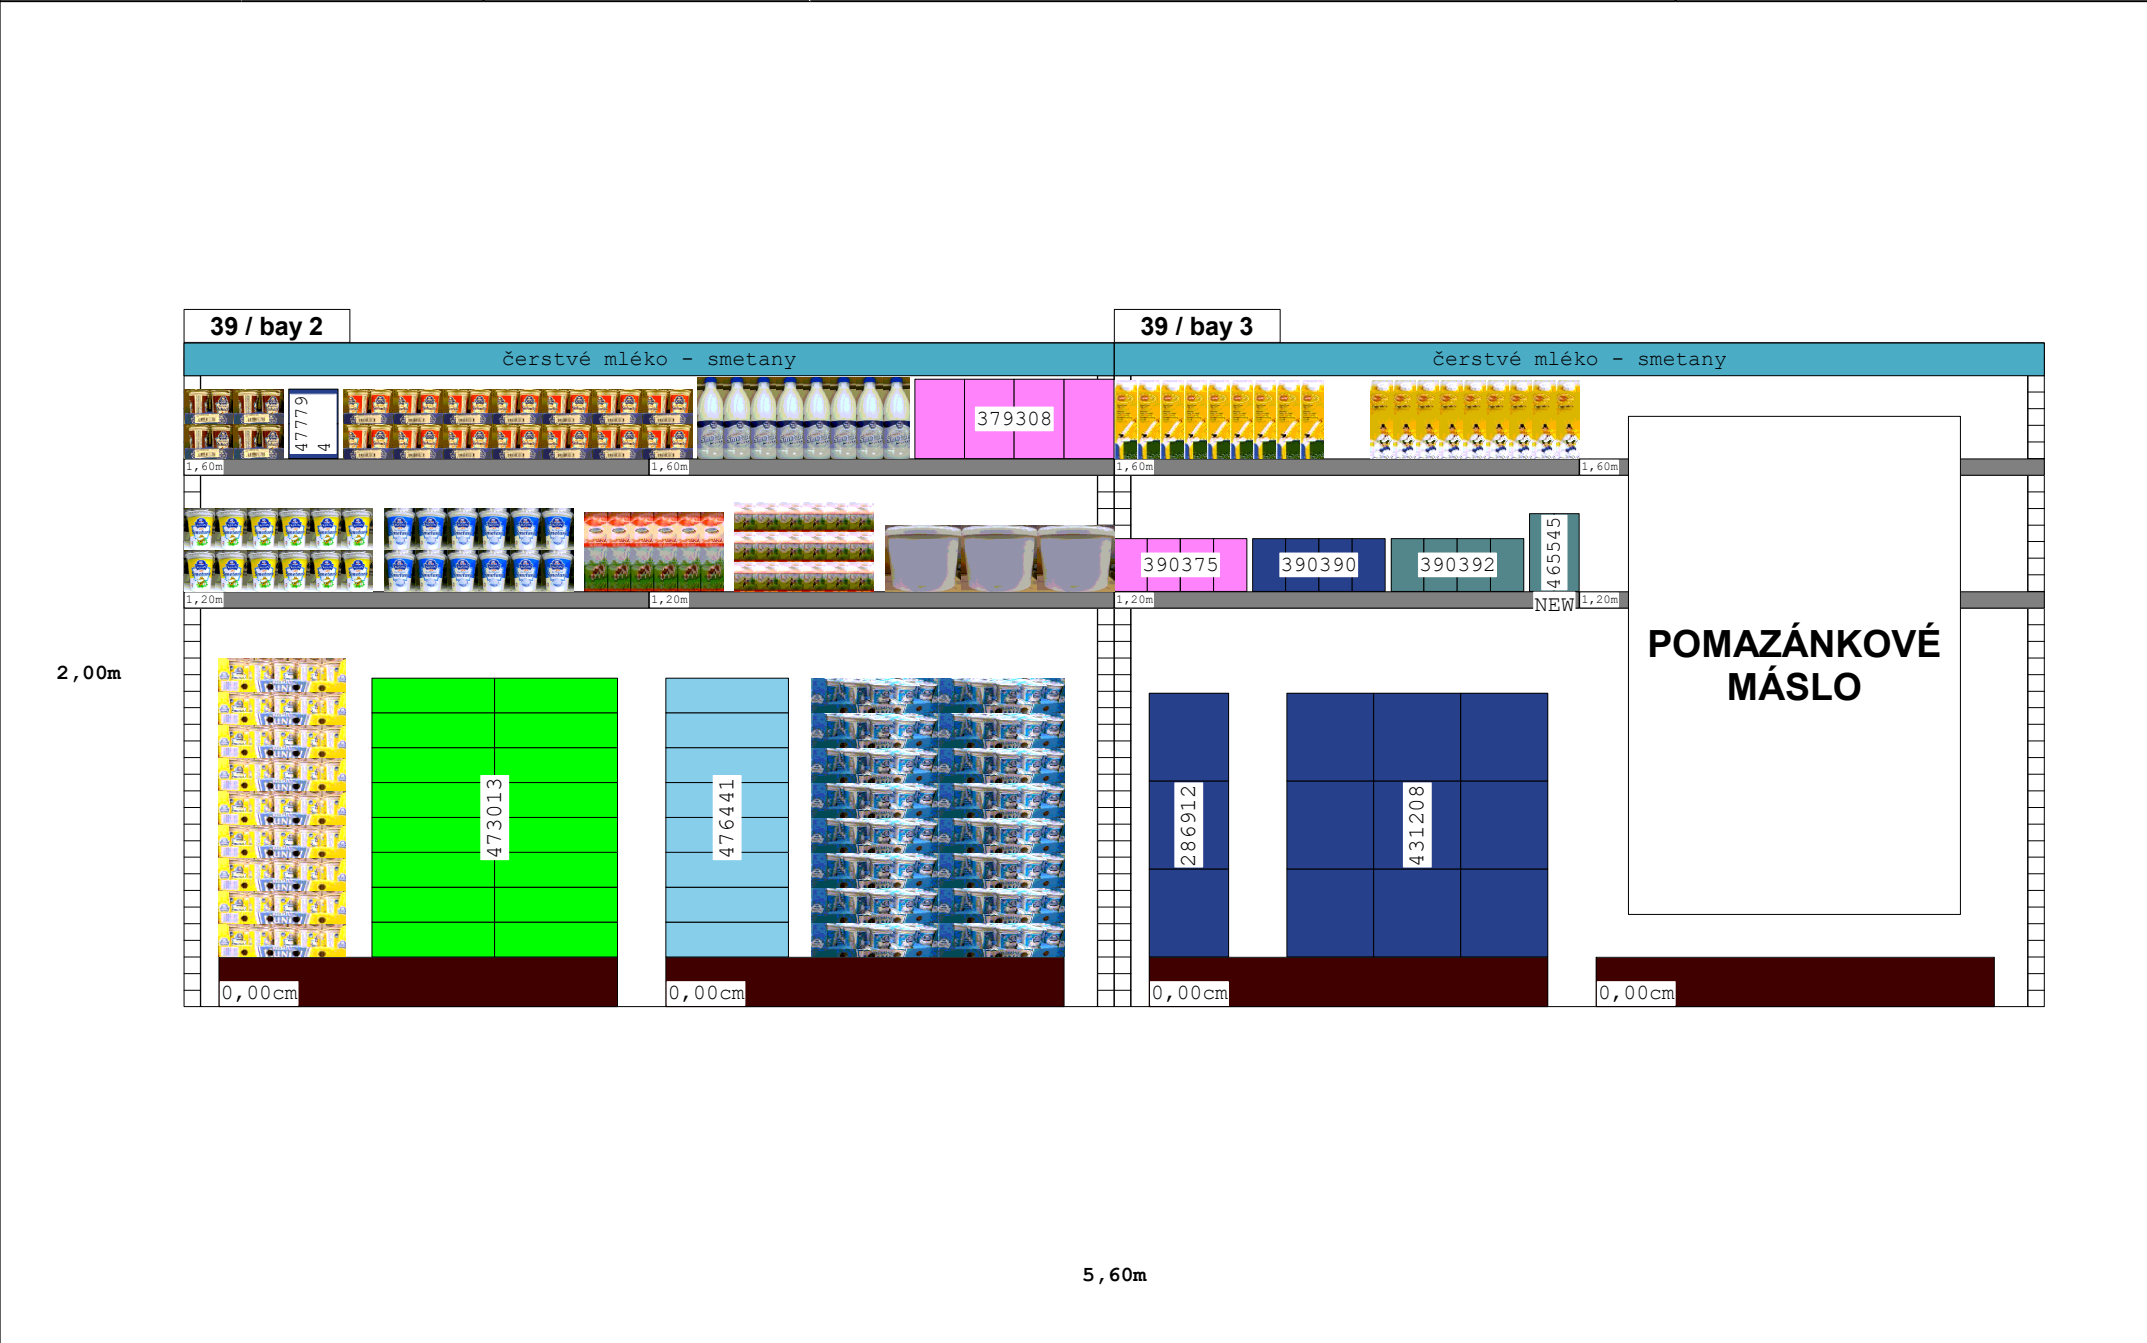 39 / bay 2
39 / bay 3
čerstvé mléko - smetany
čerstvé mléko - smetany
47779
4
379308
1,60m
1,60m
1,60m
1,60m
390375
390390
390392
465545
NEW
1,20m
1,20m
1,20m
1,20m
POMAZÁNKOVÉ
MÁSLO
2,00m
473013
476441
286912
431208
0,00cm
0,00cm
0,00cm
0,00cm
5,60m